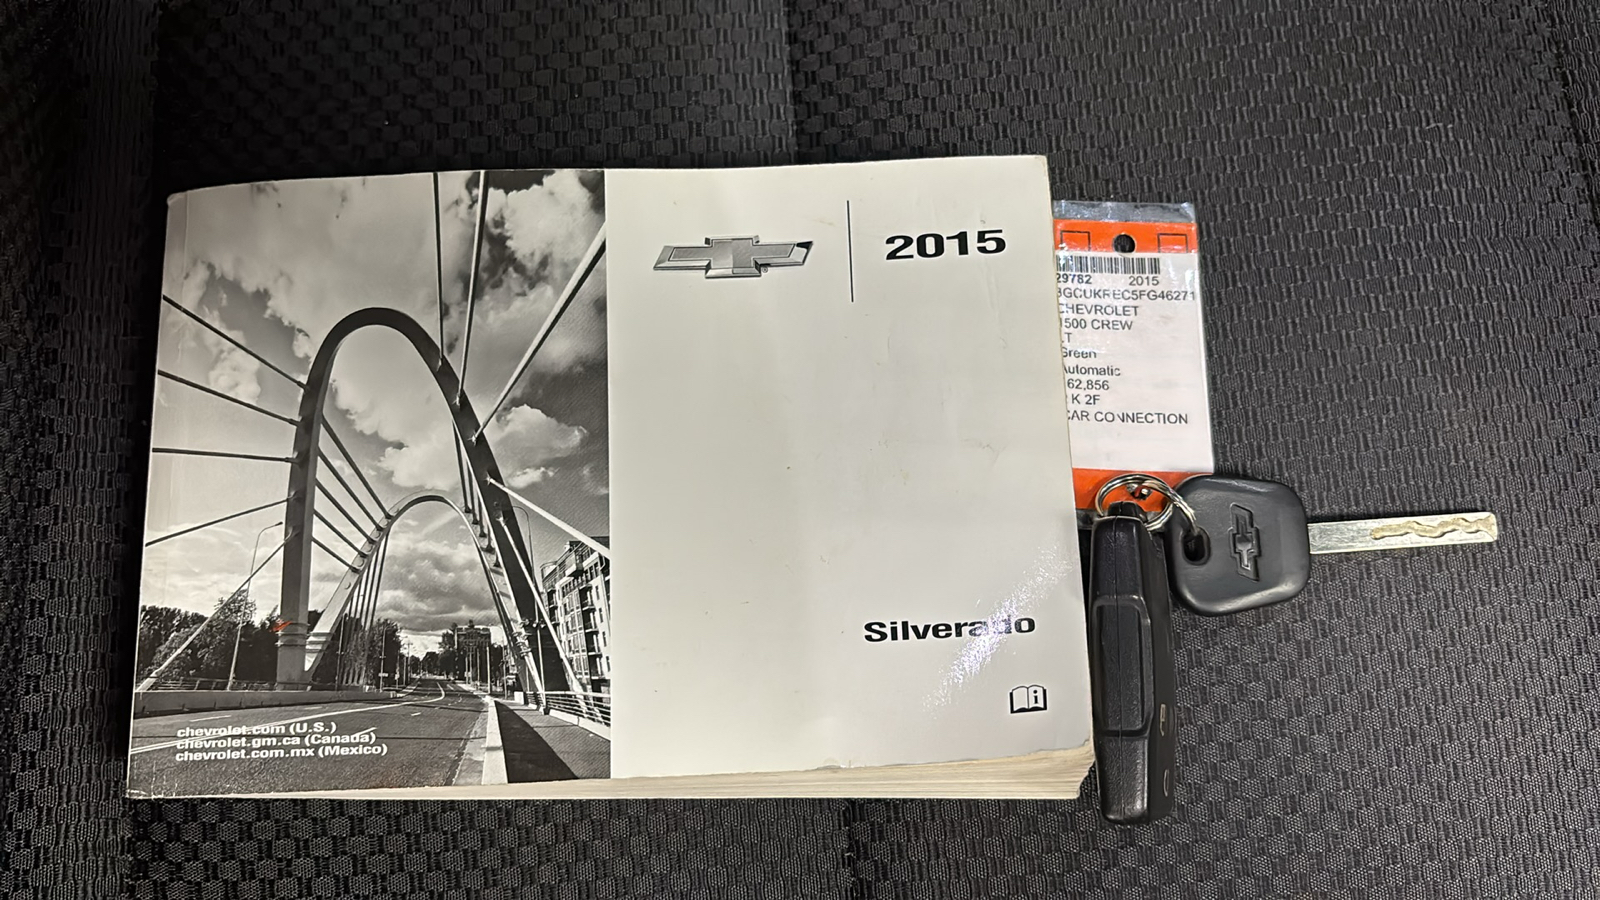 2015
Silverado
chevrolet.com (U.S.)
chevrolet.gm.ca (Canada)
chevrolet.com.mx (Mexico)
29782 2015
3GCUKREC5FG46271
CHEVROLET
1500 CREW
LT
Green
Automatic
62,856
K 2F
CAR CONNECTION